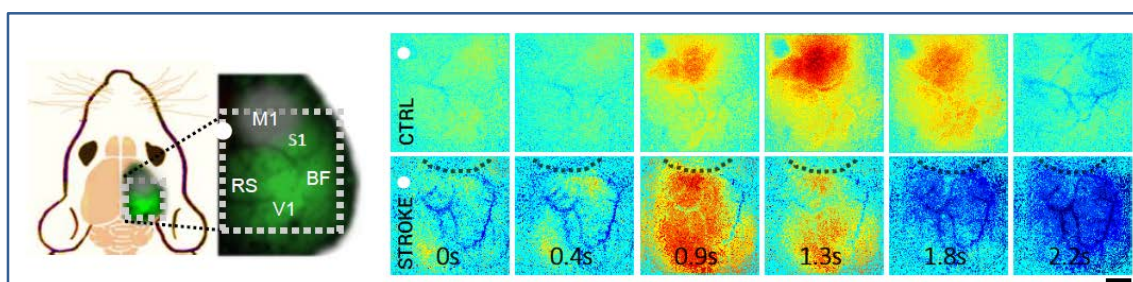 M1
S1
RS
BF
V1
CTRL
STROKE
0s
0.4s
0.9s
1.3s
1.8s
2.2s